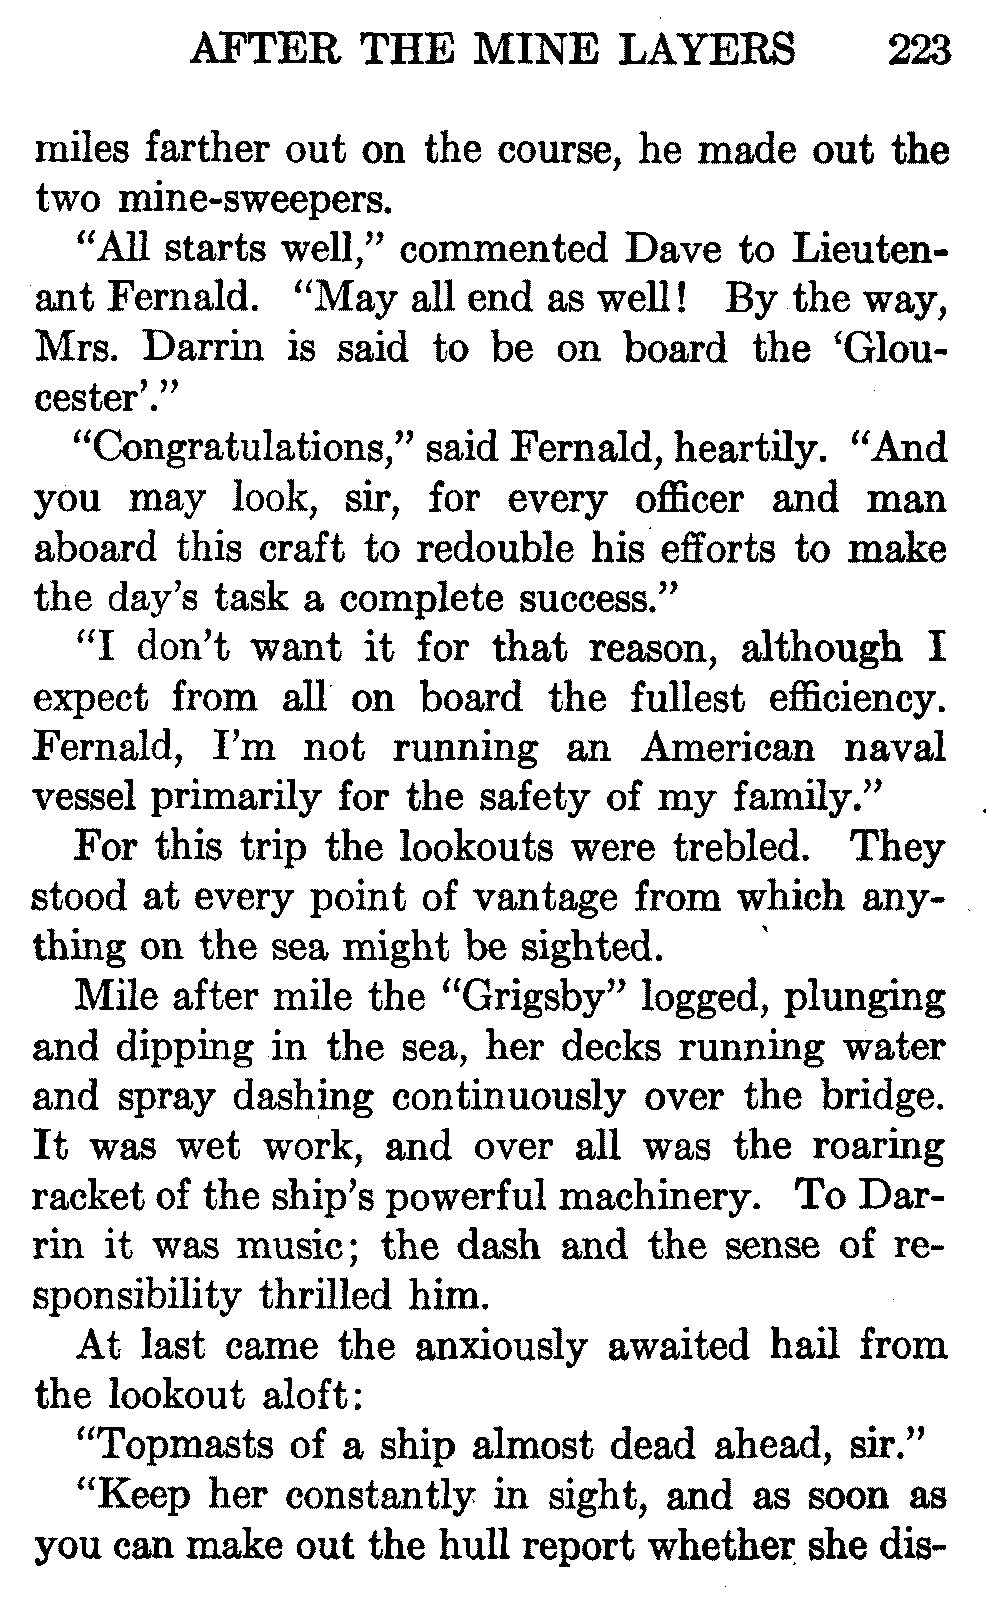 AFTER THE MINE LAYERS 223
miles farther out on the course, he made out the
two mine-sweepers.
“All starts well,” commented Dave to Lieuten-
ant Fernald. “May all end as well! By the way,
Mrs. Darrin is said to be on board the ‘Glou-
cester’.”
“Congratulations,” said Fernald, heartily. “And
you may look, sir, for every officer and man
aboard this craft to redouble his efforts to make
the day’s task a complete success.”
“I don’t want it for that reason, although I
expect from all on board the fullest efficiency.
Fernald, I’m not running an American naval
vessel primarily for the safety of my family.”
For this trip the lookouts were trebled. They
stood at every point of vantage from which any-
thing on the sea might be sighted.
Mile after mile the “Grigsby” logged, plunging
and dipping in the sea, her decks running water
and spray dashing continuously over the bridge.
It was wet work, and over all was the roaring
racket of the ship’s powerful machinery. To Dar-
rin it was music; the dash and the sense of re-
sponsibility thrilled him.
At last came the anxiously awaited hail from
the lookout aloft:
“Topmasts of a ship almost dead ahead, sir.”
“Keep her constantly in sight, and as soon as
you can make out the hull report whether she dis-